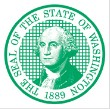 THE SEAL OF THE STATE OF WASHINGTON
1889